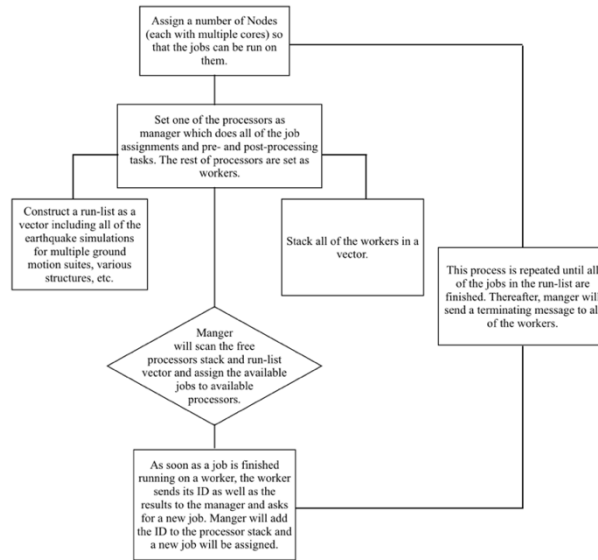 Assign a number of Nodes
(each with multiple cores) so
that the jobs can be run on
them.
Set one of the processors as
manager which does all of the job
assignments and pre- and post-processing
tasks. The rest of processors are set as
workers.
Construct a run-list as a
vector including all of the
earthquake simulations
for multiple ground
motion suites, various
structures, etc.
Stack all of the workers in a
vector.
This process is repeated until all
of the jobs in the run-list are
finished. Thereafter, manger will
send a terminating message to all
of the workers.
Manger
will scan the free
processors stack and run-list
vector and assign the available
jobs to available
processors.
As soon as a job is finished
running on a worker, the worker
sends its ID as well as the
results to the manager and asks
for a new job. Manger will add
the ID to the processor stack and
a new job will be assigned.